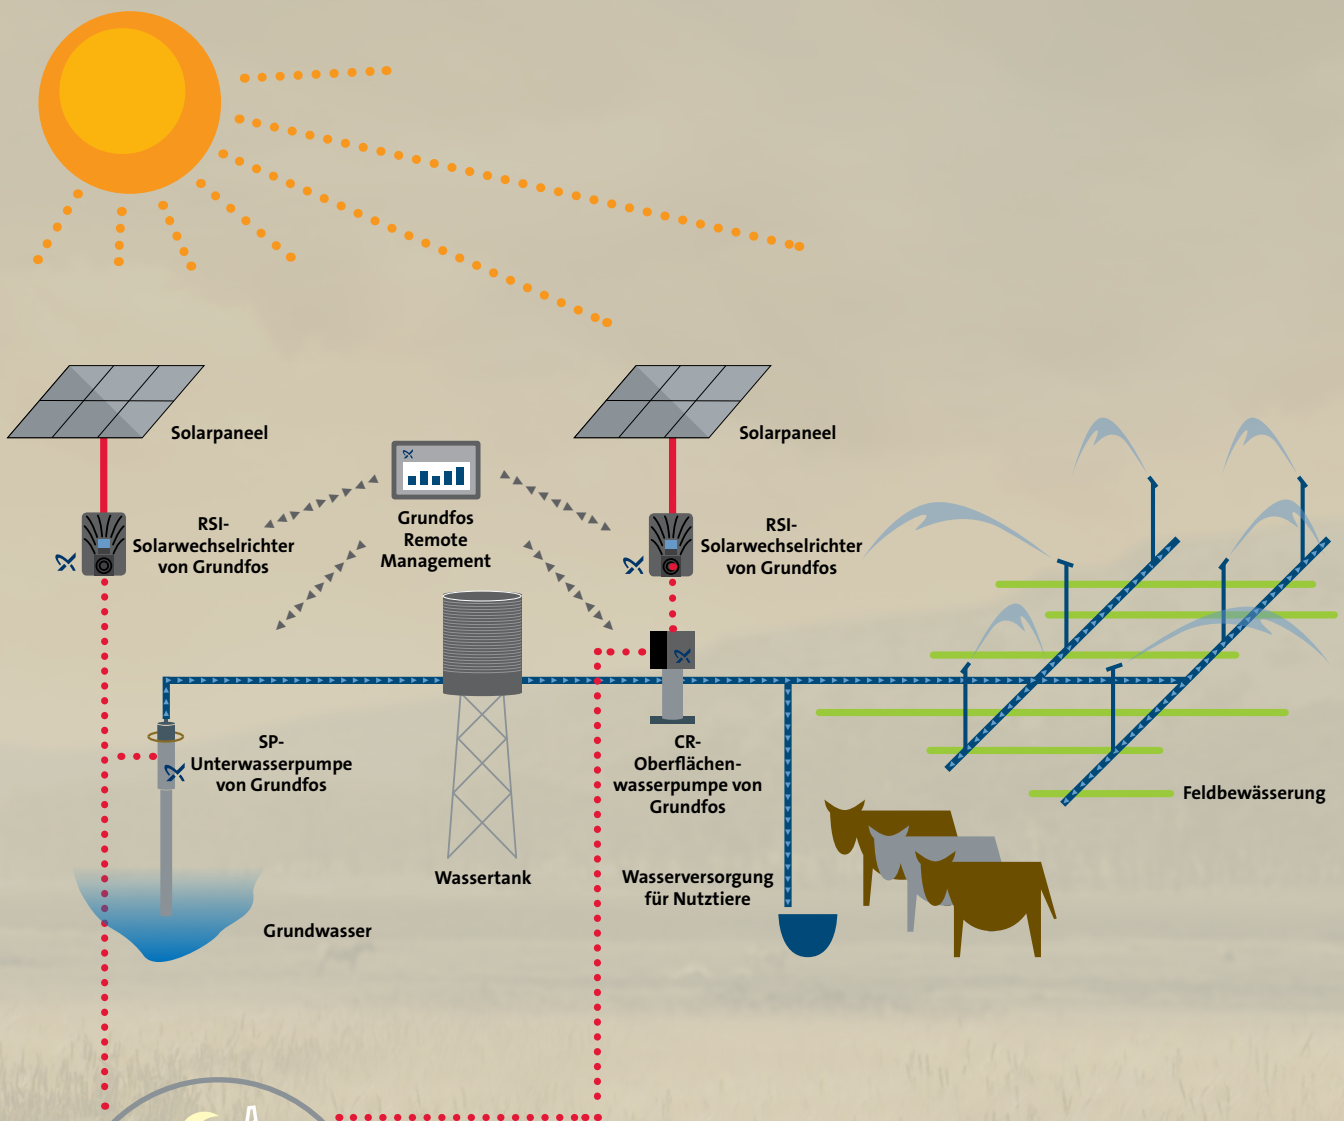 Solarpaneel
Solarpaneel
RSI-
Solarwechselrichter
von Grundfos
Grundfos
Remote
Management
RSI-
Solarwechselrichter
von Grundfos
SP-
Unterwasserpumpe
von Grundfos
CR-
Oberflächen-
wasserpumpe von
Grundfos
Feldbewässerung
Wassertank
Wasserversorgung
für Nutztiere
Grundwasser